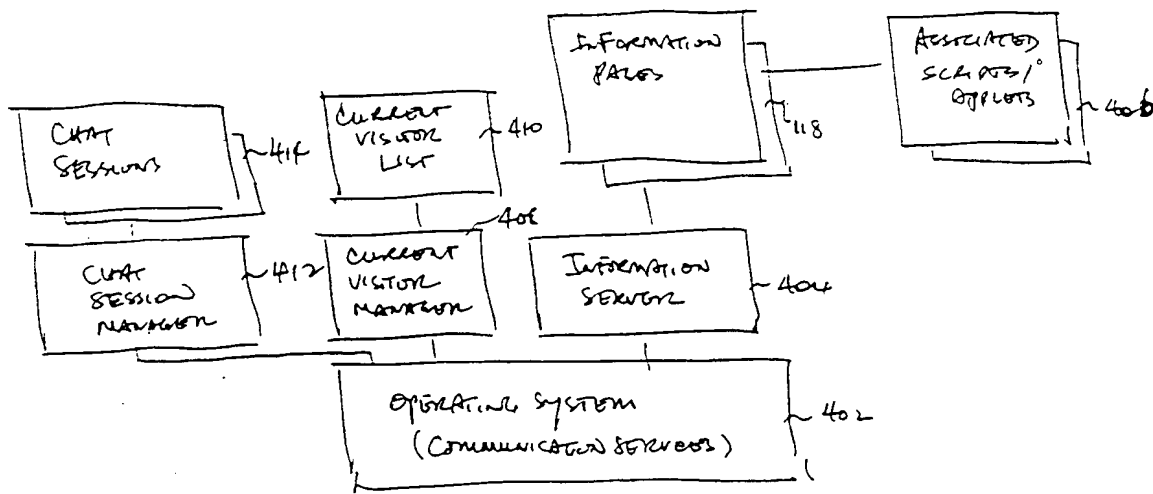 INFORMATION
PAGES
118
ASSOCIATED
SCRIPTS/
APPLETS
406
CHAT
SESSIONS
414
CURRENT
VISITOR
LIST
410
CHAT
SESSION
MANAGER
412
CURRENT
VISITOR
MANAGER
408
INFORMATION
SERVER
404
OPERATING SYSTEM
(COMMUNICATION SERVICES)
402